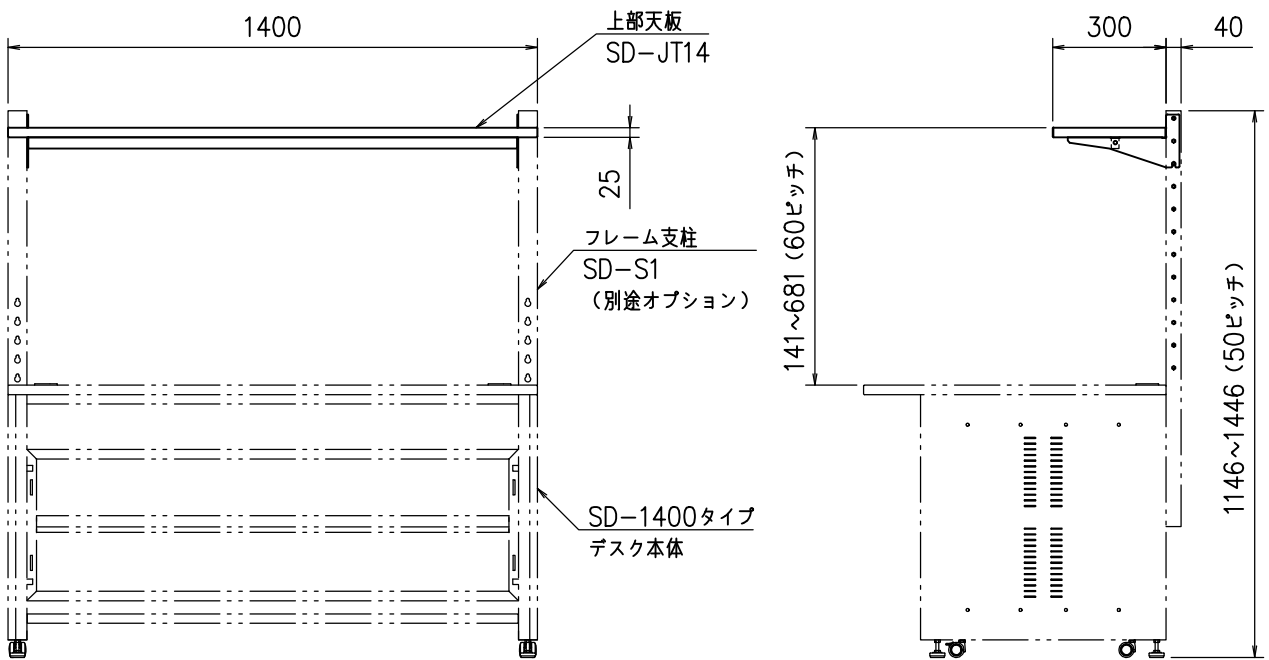 1400
上部天板
SD-JT14
25
フレーム支柱
SD-S1
(別途オプション)
SD-1400タイプ
デスク本体
300
40
141~681 (60ピッチ)
1146~1446 (50ピッチ)